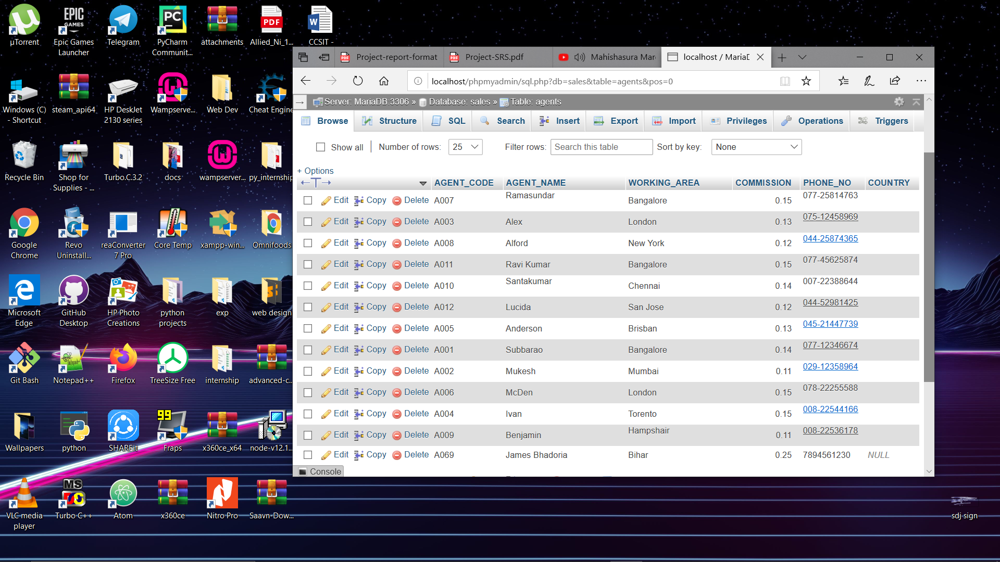 µTorrent
EPIC GAMES
Epic Games Launcher
Telegram
PC
PyCharm Communit...
attachments
PDF
Allied_Ni_1...
W
CCSIT -
Windows (C) - Shortcut
steam_api64
HP DeskJet 2130 series
Wampserve...
Web Dev
Cheat Engine
Recycle Bin
Shop for Supplies - ...
Turbo.C.3.2
docs
wampserver...
py_internship
Google Chrome
Revo Uninstall...
reaConverter 7 Pro
Core Temp
xampp-win...
Omnifoods
Microsoft Edge
GitHub Desktop
HP Photo Creations
python projects
exp
web design
Git Bash
Notepad++
Firefox
TreeSize Free
internship
advanced-c...
Wallpapers
python
SHAREit
99
Fraps
x360ce_x64
node-v12.1...
VLC media player
MS
Turbo C++
Atom
x360ce
Nitro Pro
Saavn-Dow...
sdj sign
Project-report-format
Project-SRS.pdf
Mahishasura Mar
localhost / MariaD
localhost/phpmyadmin/sql.php?db=sales&table=agents&pos=0
Server: MariaDB:3306 » Database: sales » Table: agents
Browse Structure SQL Search Insert Export Import Privileges Operations Triggers
Show all Number of rows: 25 Filter rows: Search this table Sort by key: None
+ Options
←T→ AGENT_CODE AGENT_NAME WORKING_AREA COMMISSION PHONE_NO COUNTRY
Edit Copy Delete A007 Ramasundar Bangalore 0.15 077-25814763
Edit Copy Delete A003 Alex London 0.13 075-12458969
Edit Copy Delete A008 Alford New York 0.12 044-25874365
Edit Copy Delete A011 Ravi Kumar Bangalore 0.15 077-45625874
Edit Copy Delete A010 Santakumar Chennai 0.14 007-22388644
Edit Copy Delete A012 Lucida San Jose 0.12 044-52981425
Edit Copy Delete A005 Anderson Brisban 0.13 045-21447739
Edit Copy Delete A001 Subbarao Bangalore 0.14 077-12346674
Edit Copy Delete A002 Mukesh Mumbai 0.11 029-12358964
Edit Copy Delete A006 McDen London 0.15 078-22255588
Edit Copy Delete A004 Ivan Torento 0.15 008-22544166
Edit Copy Delete A009 Benjamin Hampshair 0.11 008-22536178
Edit Copy Delete A069 James Bhadoria Bihar 0.25 7894561230 NULL
Console